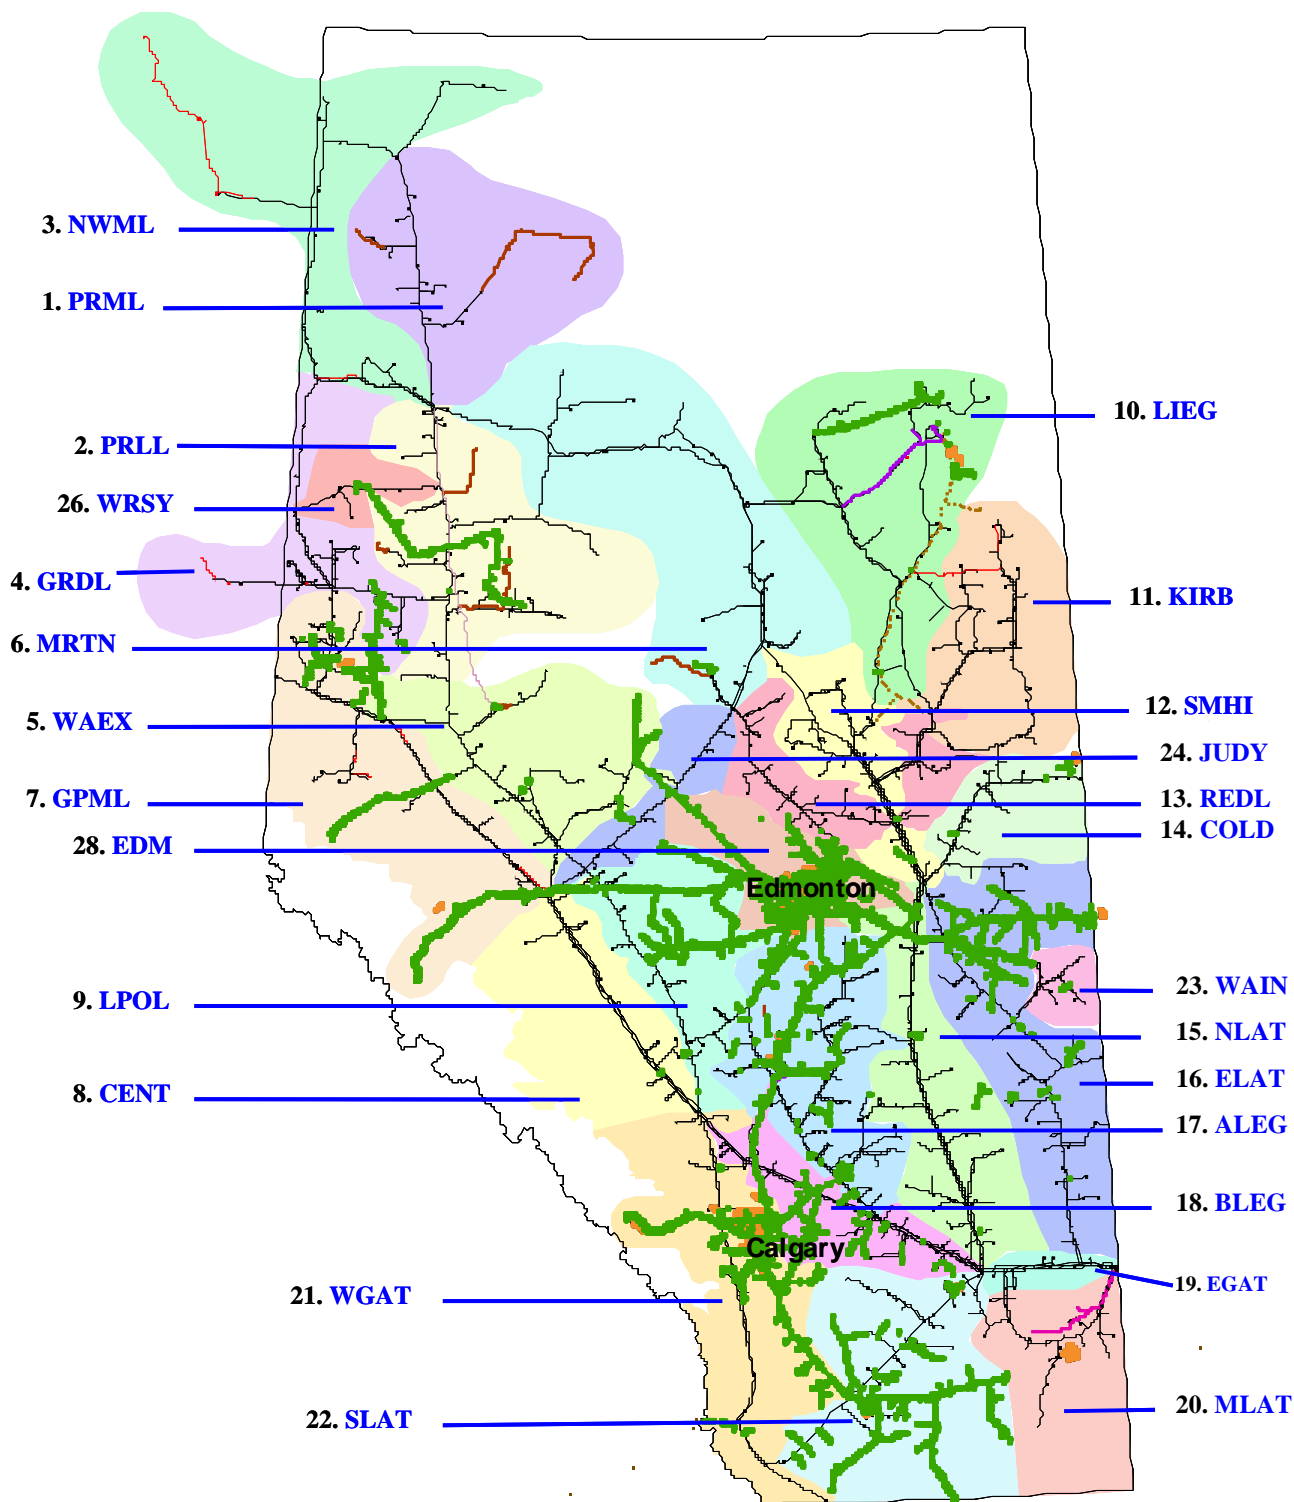 3. NWML
1. PRML
2. PRLL
26. WRSY
4. GRDL
6. MRTN
5. WAEX
7. GPML
28. EDM
9. LPOL
8. CENT
21. WGAT
22. SLAT
Edmonton
Calgary
10. LIEG
11. KIRB
12. SMHI
24. JUDY
13. REDL
14. COLD
23. WAIN
15. NLAT
16. ELAT
17. ALEG
18. BLEG
19. EGAT
20. MLAT